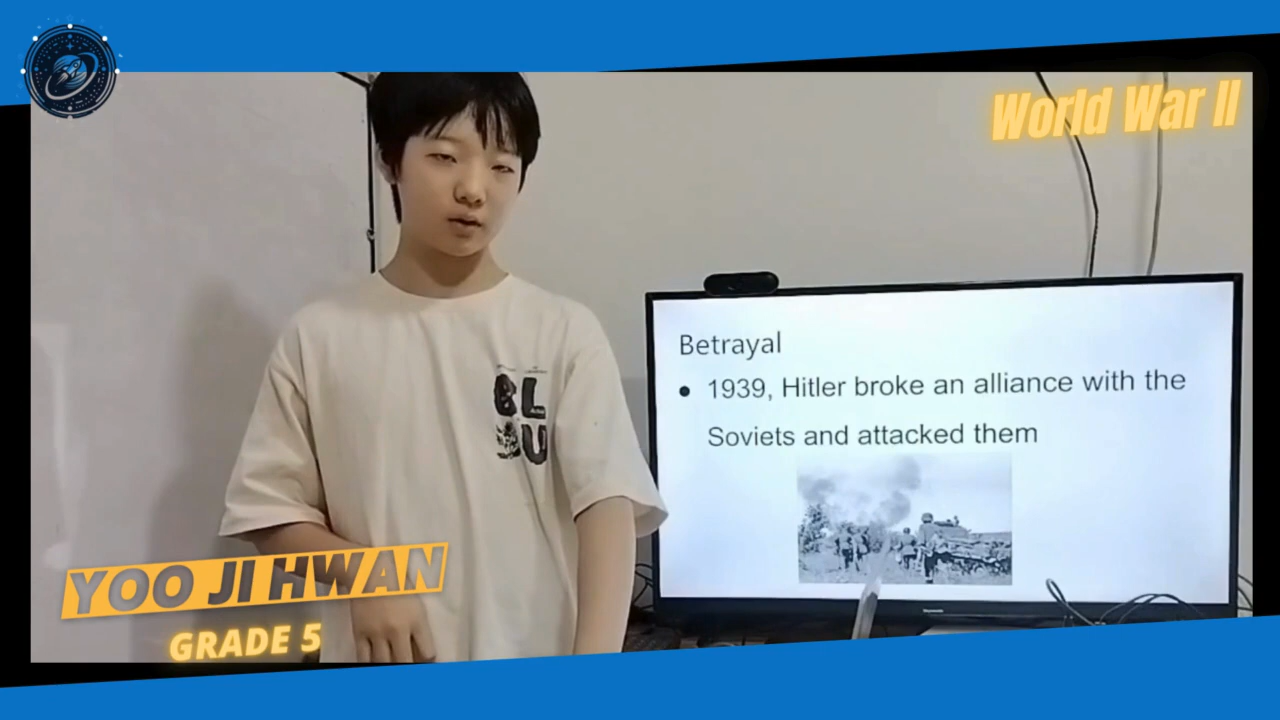 World War II
Betrayal
• 1939, Hitler broke an alliance with the
Soviets and attacked them
BL
U
YOO JI HWAN
GRADE 5